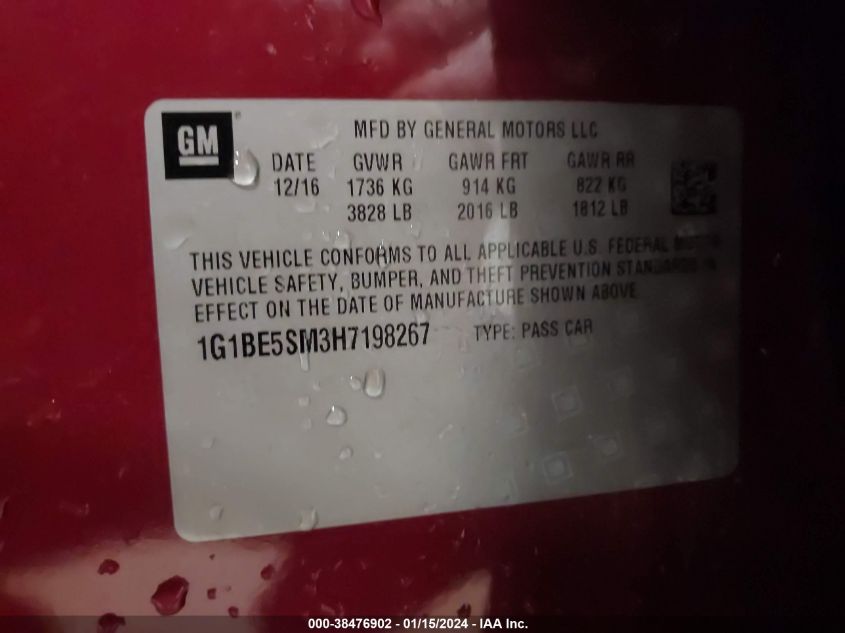 GM
MFD BY GENERAL MOTORS LLC
DATE GVWR GAWR FRT GAWR RR
12/16 1736 KG 914 KG 822 KG
3828 LB 2016 LB 1812 LB
THIS VEHICLE CONFORMS TO ALL APPLICABLE U.S. FEDERAL MOTOR
VEHICLE SAFETY, BUMPER, AND THEFT PREVENTION STANDARDS IN
EFFECT ON THE DATE OF MANUFACTURE SHOWN ABOVE
1G1BE5SM3H7198267 TYPE: PASS CAR
000-38476902 - 01/15/2024 - IAA Inc.